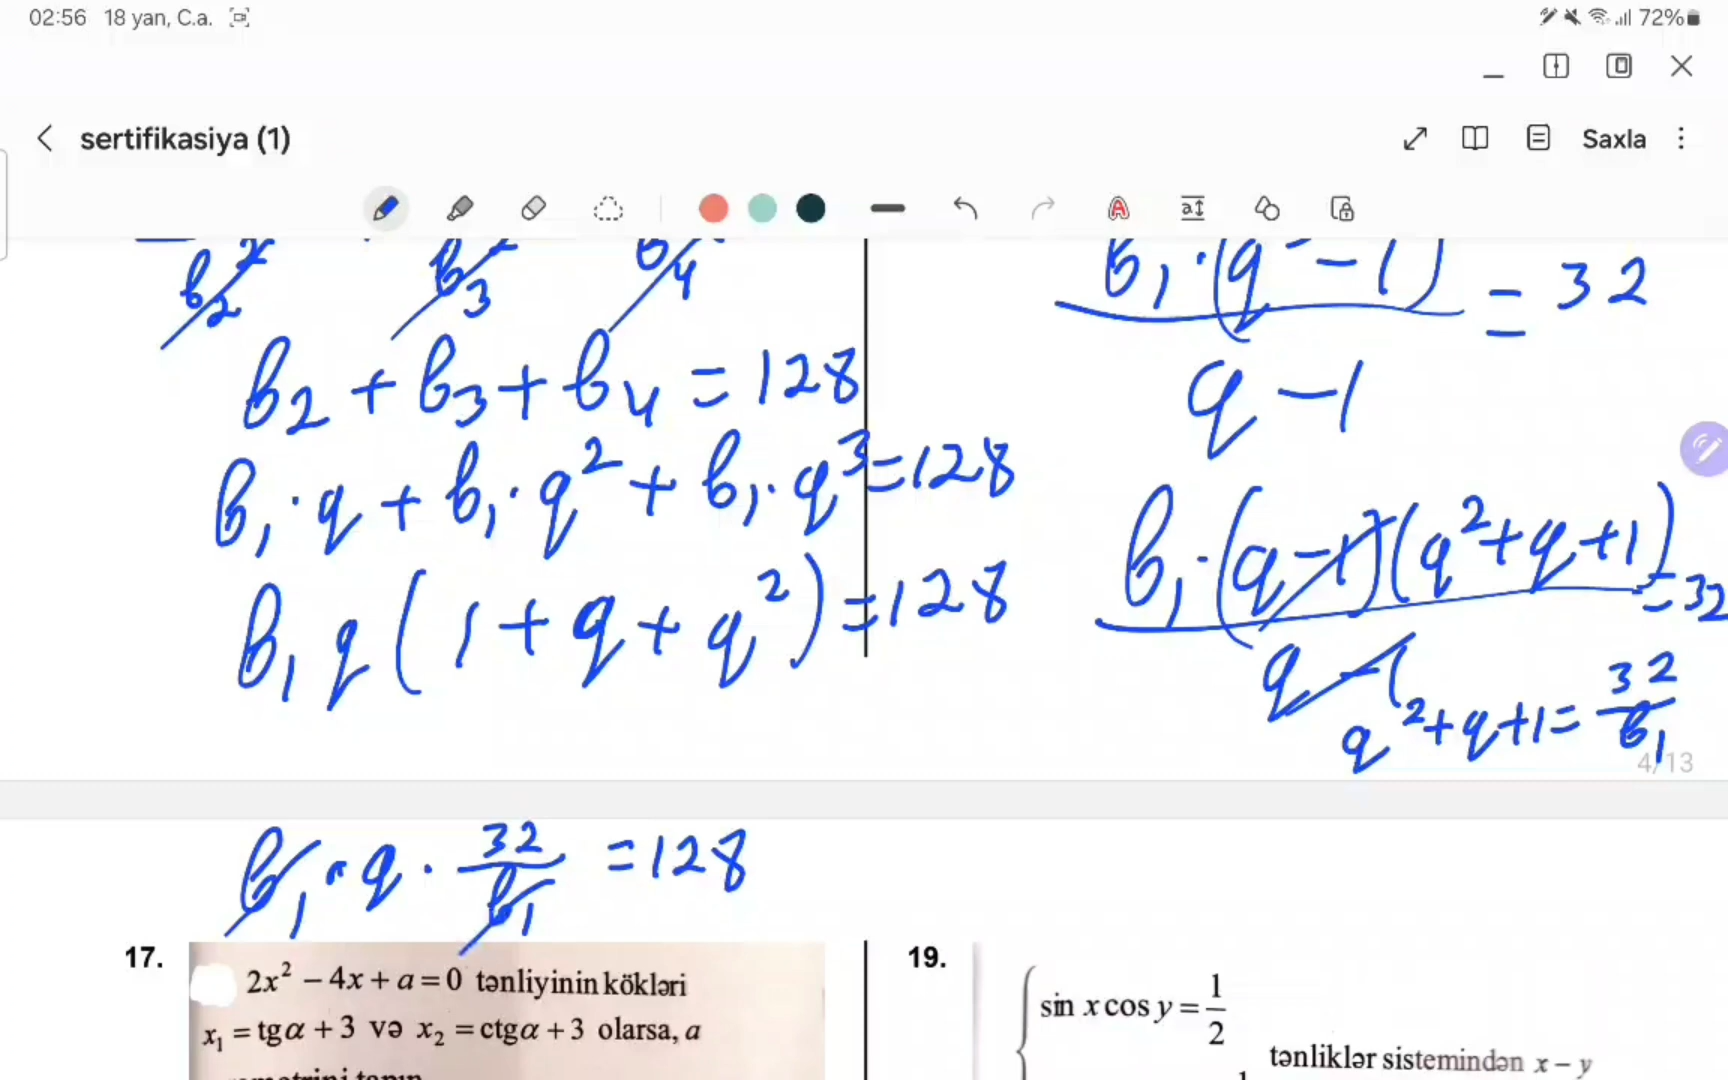 02:56 18 yan, C.a.
72%
sertifikasiya (1)
Saxla
b₂ b₃ b₄
b₂ + b₃ + b₄ = 128
b₁ · q + b₁ · q² + b₁ · q³ = 128
b₁ q (1 + q + q²) = 128
b₁ · (q³ − 1) / q − 1 = 32
b₁ · (q − 1)(q² + q + 1) / q − 1 = 32
q² + q + 1 = 32 / b₁
4/13
b₁ · q · 32 / b₁ = 128
17.
2x² − 4x + a = 0 tənliyinin kökləri
x₁ = tgα + 3 və x₂ = ctgα + 3 olarsa, a
19.
sin x cos y = 1/2
tənliklər sistemindən x − y